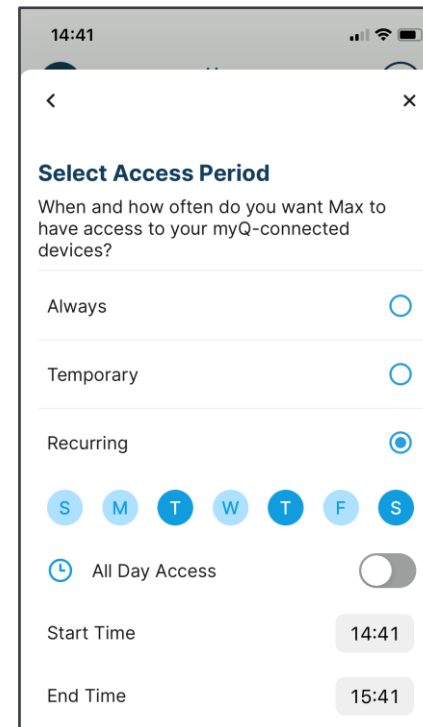 14:41
Select Access Period
When and how often do you want Max to
have access to your myQ-connected
devices?
Always
Temporary
Recurring
S M T W T F S
All Day Access
Start Time 14:41
End Time 15:41